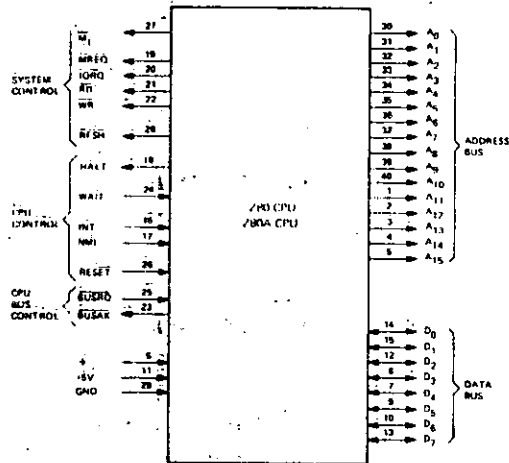 SYSTEM
CONTROL
M1 27
MREQ 19
IORQ 20
RD 21
WR 22
RFSH 28
CPU
CONTROL
HALT 18
WAIT 24
INT 16
NMI 17
RESET 26
CPU
BUS
CONTROL
BUSRQ 25
BUSAK 23
6
+5V 11
GND 29
Z80 CPU
Z80A CPU
30 A0
31 A1
32 A2
33 A3
34 A4
35 A5
36 A6
37 A7
38 A8
39 A9
40 A10
1 A11
2 A12
3 A13
4 A14
5 A15
ADDRESS
BUS
14 D0
15 D1
12 D2
8 D3
7 D4
9 D5
10 D6
13 D7
DATA
BUS